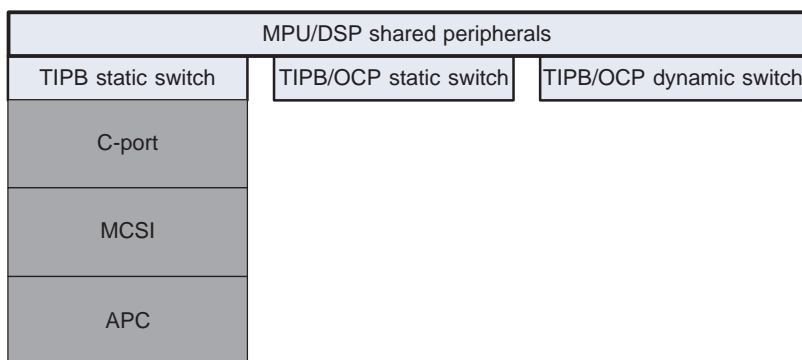 MPU/DSP shared peripherals
TIPB static switch
TIPB/OCP static switch
TIPB/OCP dynamic switch
C-port
MCSI
APC